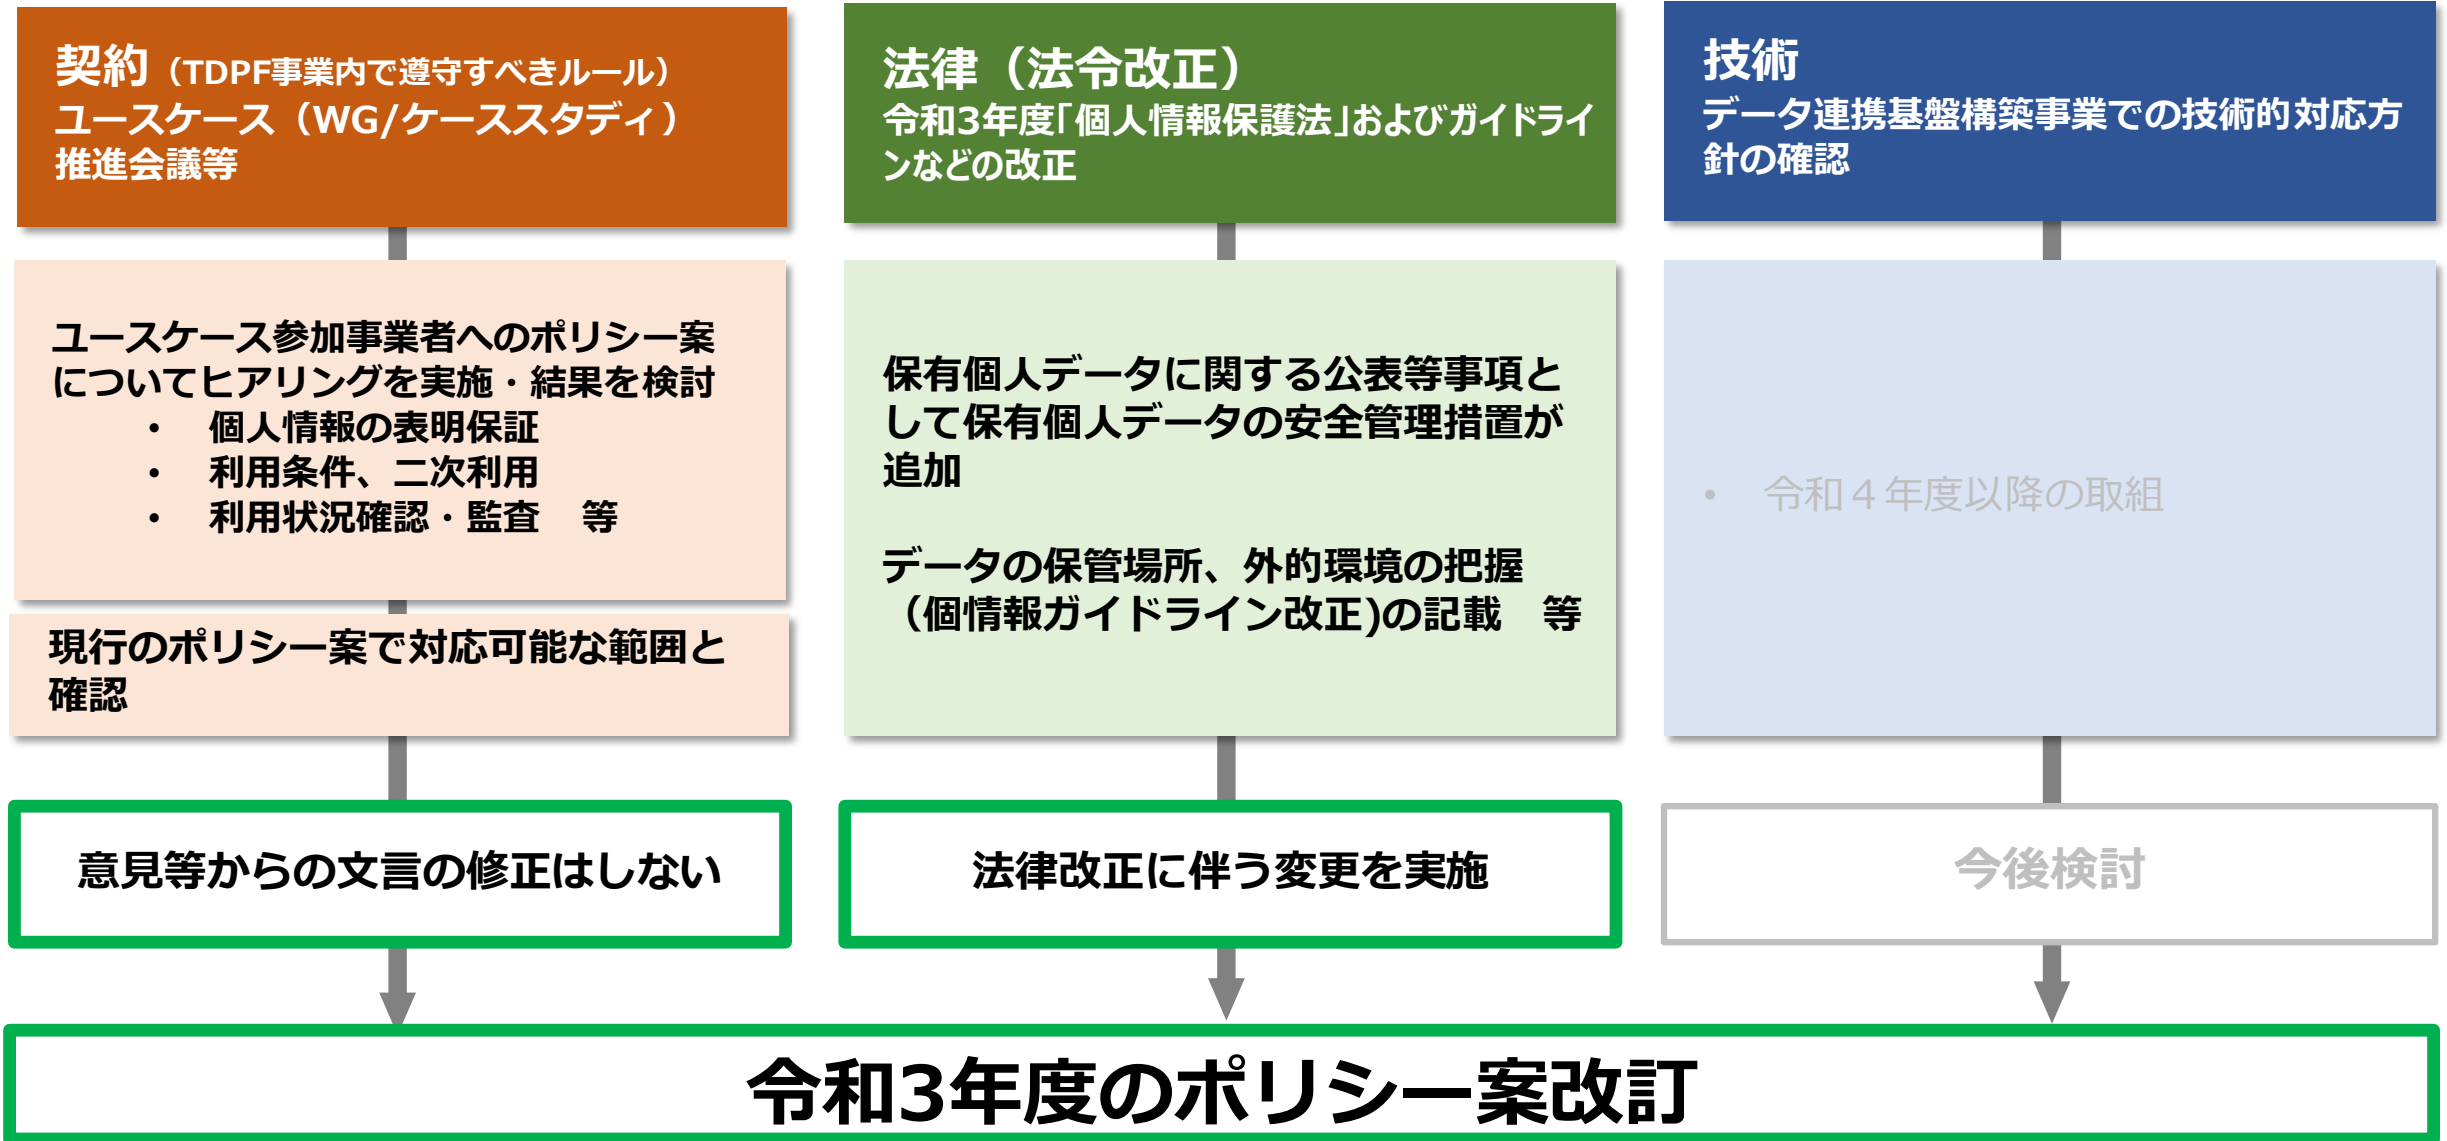 契約（TDPF事業内で遵守すべきルール）
ユースケース（WG/ケーススタディ）
推進会議等
ユースケース参加事業者へのポリシー案
についてヒアリングを実施・結果を検討
・ 個人情報の表明保証
・ 利用条件、二次利用
・ 利用状況確認・監査　等
現行のポリシー案で対応可能な範囲と
確認
意見等からの文言の修正はしない
法律（法令改正）
令和3年度｢個人情報保護法｣およびガイドライ
ンなどの改正
保有個人データに関する公表等事項と
して保有個人データの安全管理措置が
追加
データの保管場所、外的環境の把握
（個情報ガイドライン改正)の記載　等
法律改正に伴う変更を実施
技術
データ連携基盤構築事業での技術的対応方
針の確認
・ 令和４年度以降の取組
今後検討
令和3年度のポリシー案改訂